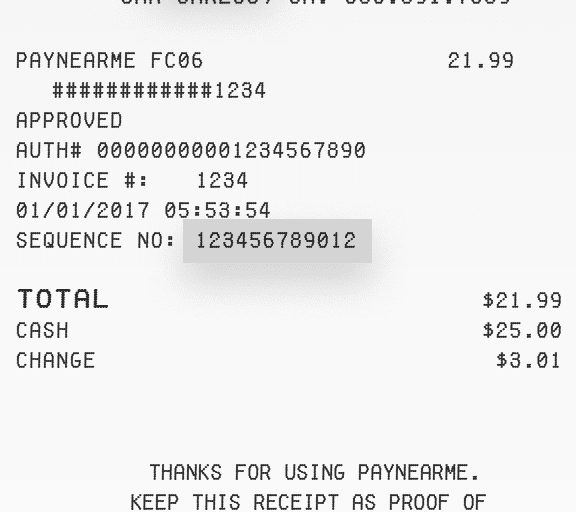 PAYNEARME FC06 21.99
############1234
APPROVED
AUTH# 00000000001234567890
INVOICE #: 1234
01/01/2017 05:53:54
SEQUENCE NO: 123456789012
TOTAL $21.99
CASH $25.00
CHANGE $3.01
THANKS FOR USING PAYNEARME.
KEEP THIS RECEIPT AS PROOF OF